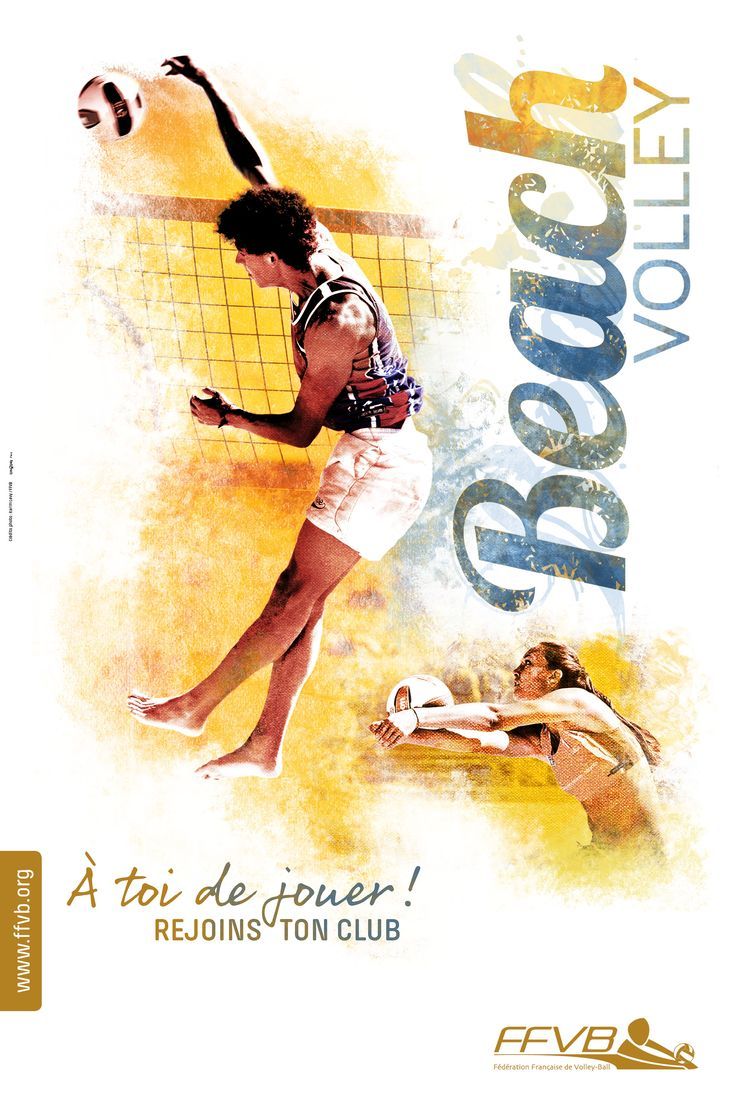 Beach
VOLLEY
À toi de jouer !
REJOINS TON CLUB
www.ffvb.org
FFVB
Fédération Française de Volley-Ball